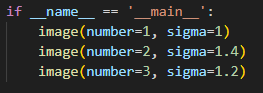 if __name__ == '__main__':
    image(number=1, sigma=1)
    image(number=2, sigma=1.4)
    image(number=3, sigma=1.2)